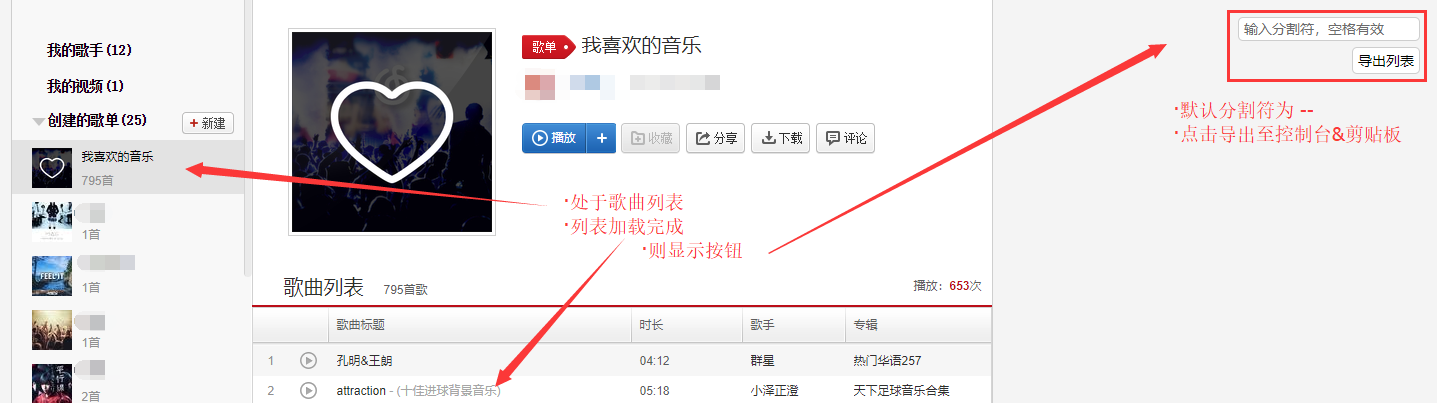 我的歌手(12)
我的视频(1)
创建的歌单(25)
+ 新建
我喜欢的音乐
795首
1首
1首
1首
2首
歌单
我喜欢的音乐
播放
+
收藏
分享
下载
评论
·处于歌曲列表
·列表加载完成
·则显示按钮
歌曲列表 795首歌
播放：653次
歌曲标题 时长 歌手 专辑
1 孔明&王朗 04:12 群星 热门华语257
2 attraction - (十佳进球背景音乐) 05:18 小泽正澄 天下足球音乐合集
输入分割符，空格有效
导出列表
·默认分割符为 --
·点击导出至控制台&剪贴板